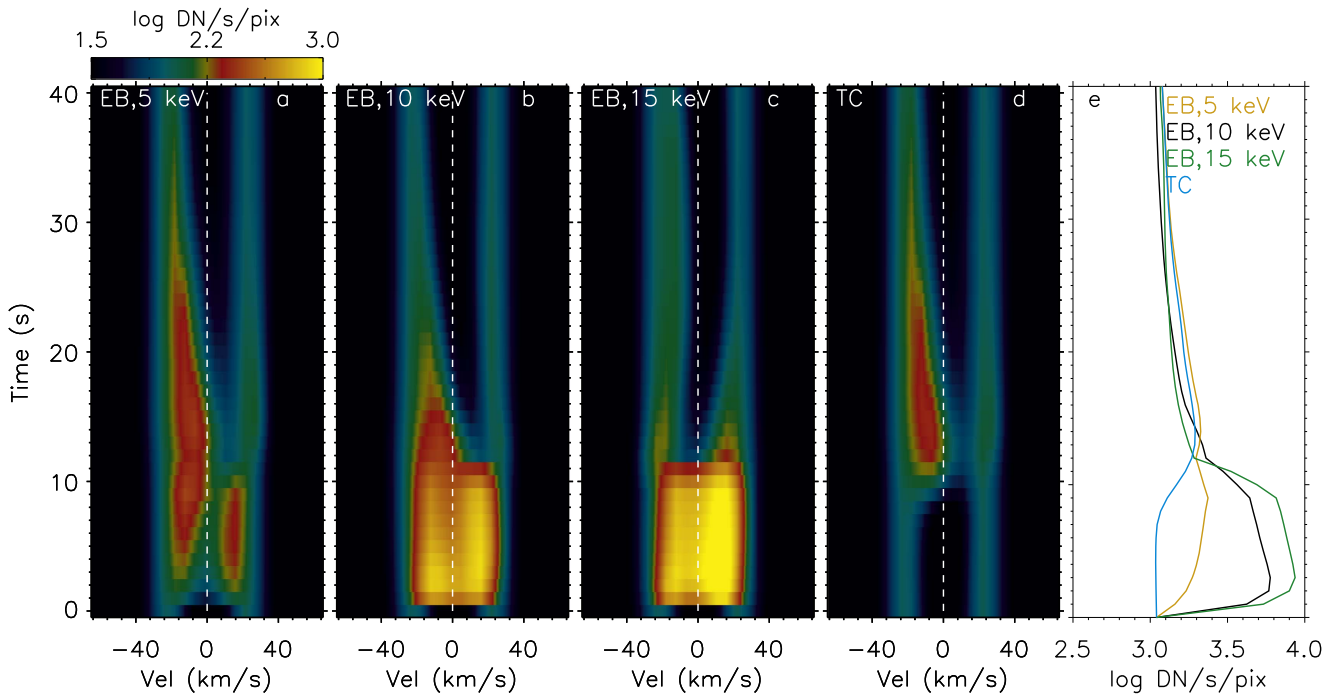 log DN/s/pix
1.5 2.2 3.0
EB,5 keV a
EB,10 keV b
EB,15 keV c
TC d
e
EB,5 keV
EB,10 keV
EB,15 keV
TC
40
30
20
10
0
Time (s)
-40 0 40
-40 0 40
-40 0 40
-40 0 40
2.5 3.0 3.5 4.0
Vel (km/s)
Vel (km/s)
Vel (km/s)
Vel (km/s)
log DN/s/pix